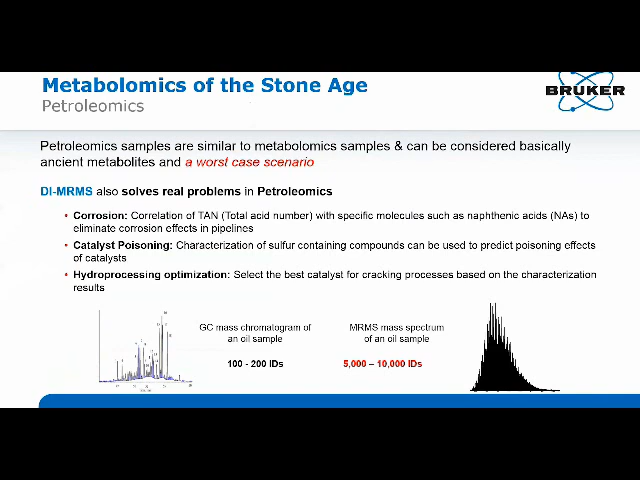 Metabolomics of the Stone Age
Petroleomics
BRUKER
Petroleomics samples are similar to metabolomics samples & can be considered basically
ancient metabolites and a worst case scenario
DI-MRMS also solves real problems in Petroleomics
• Corrosion: Correlation of TAN (Total acid number) with specific molecules such as naphthenic acids (NAs) to
eliminate corrosion effects in pipelines
• Catalyst Poisoning: Characterization of sulfur containing compounds can be used to predict poisoning effects
of catalysts
• Hydroprocessing optimization: Select the best catalyst for cracking processes based on the characterization
results
GC mass chromatogram of
an oil sample
100 - 200 IDs
MRMS mass spectrum
of an oil sample
5,000 – 10,000 IDs